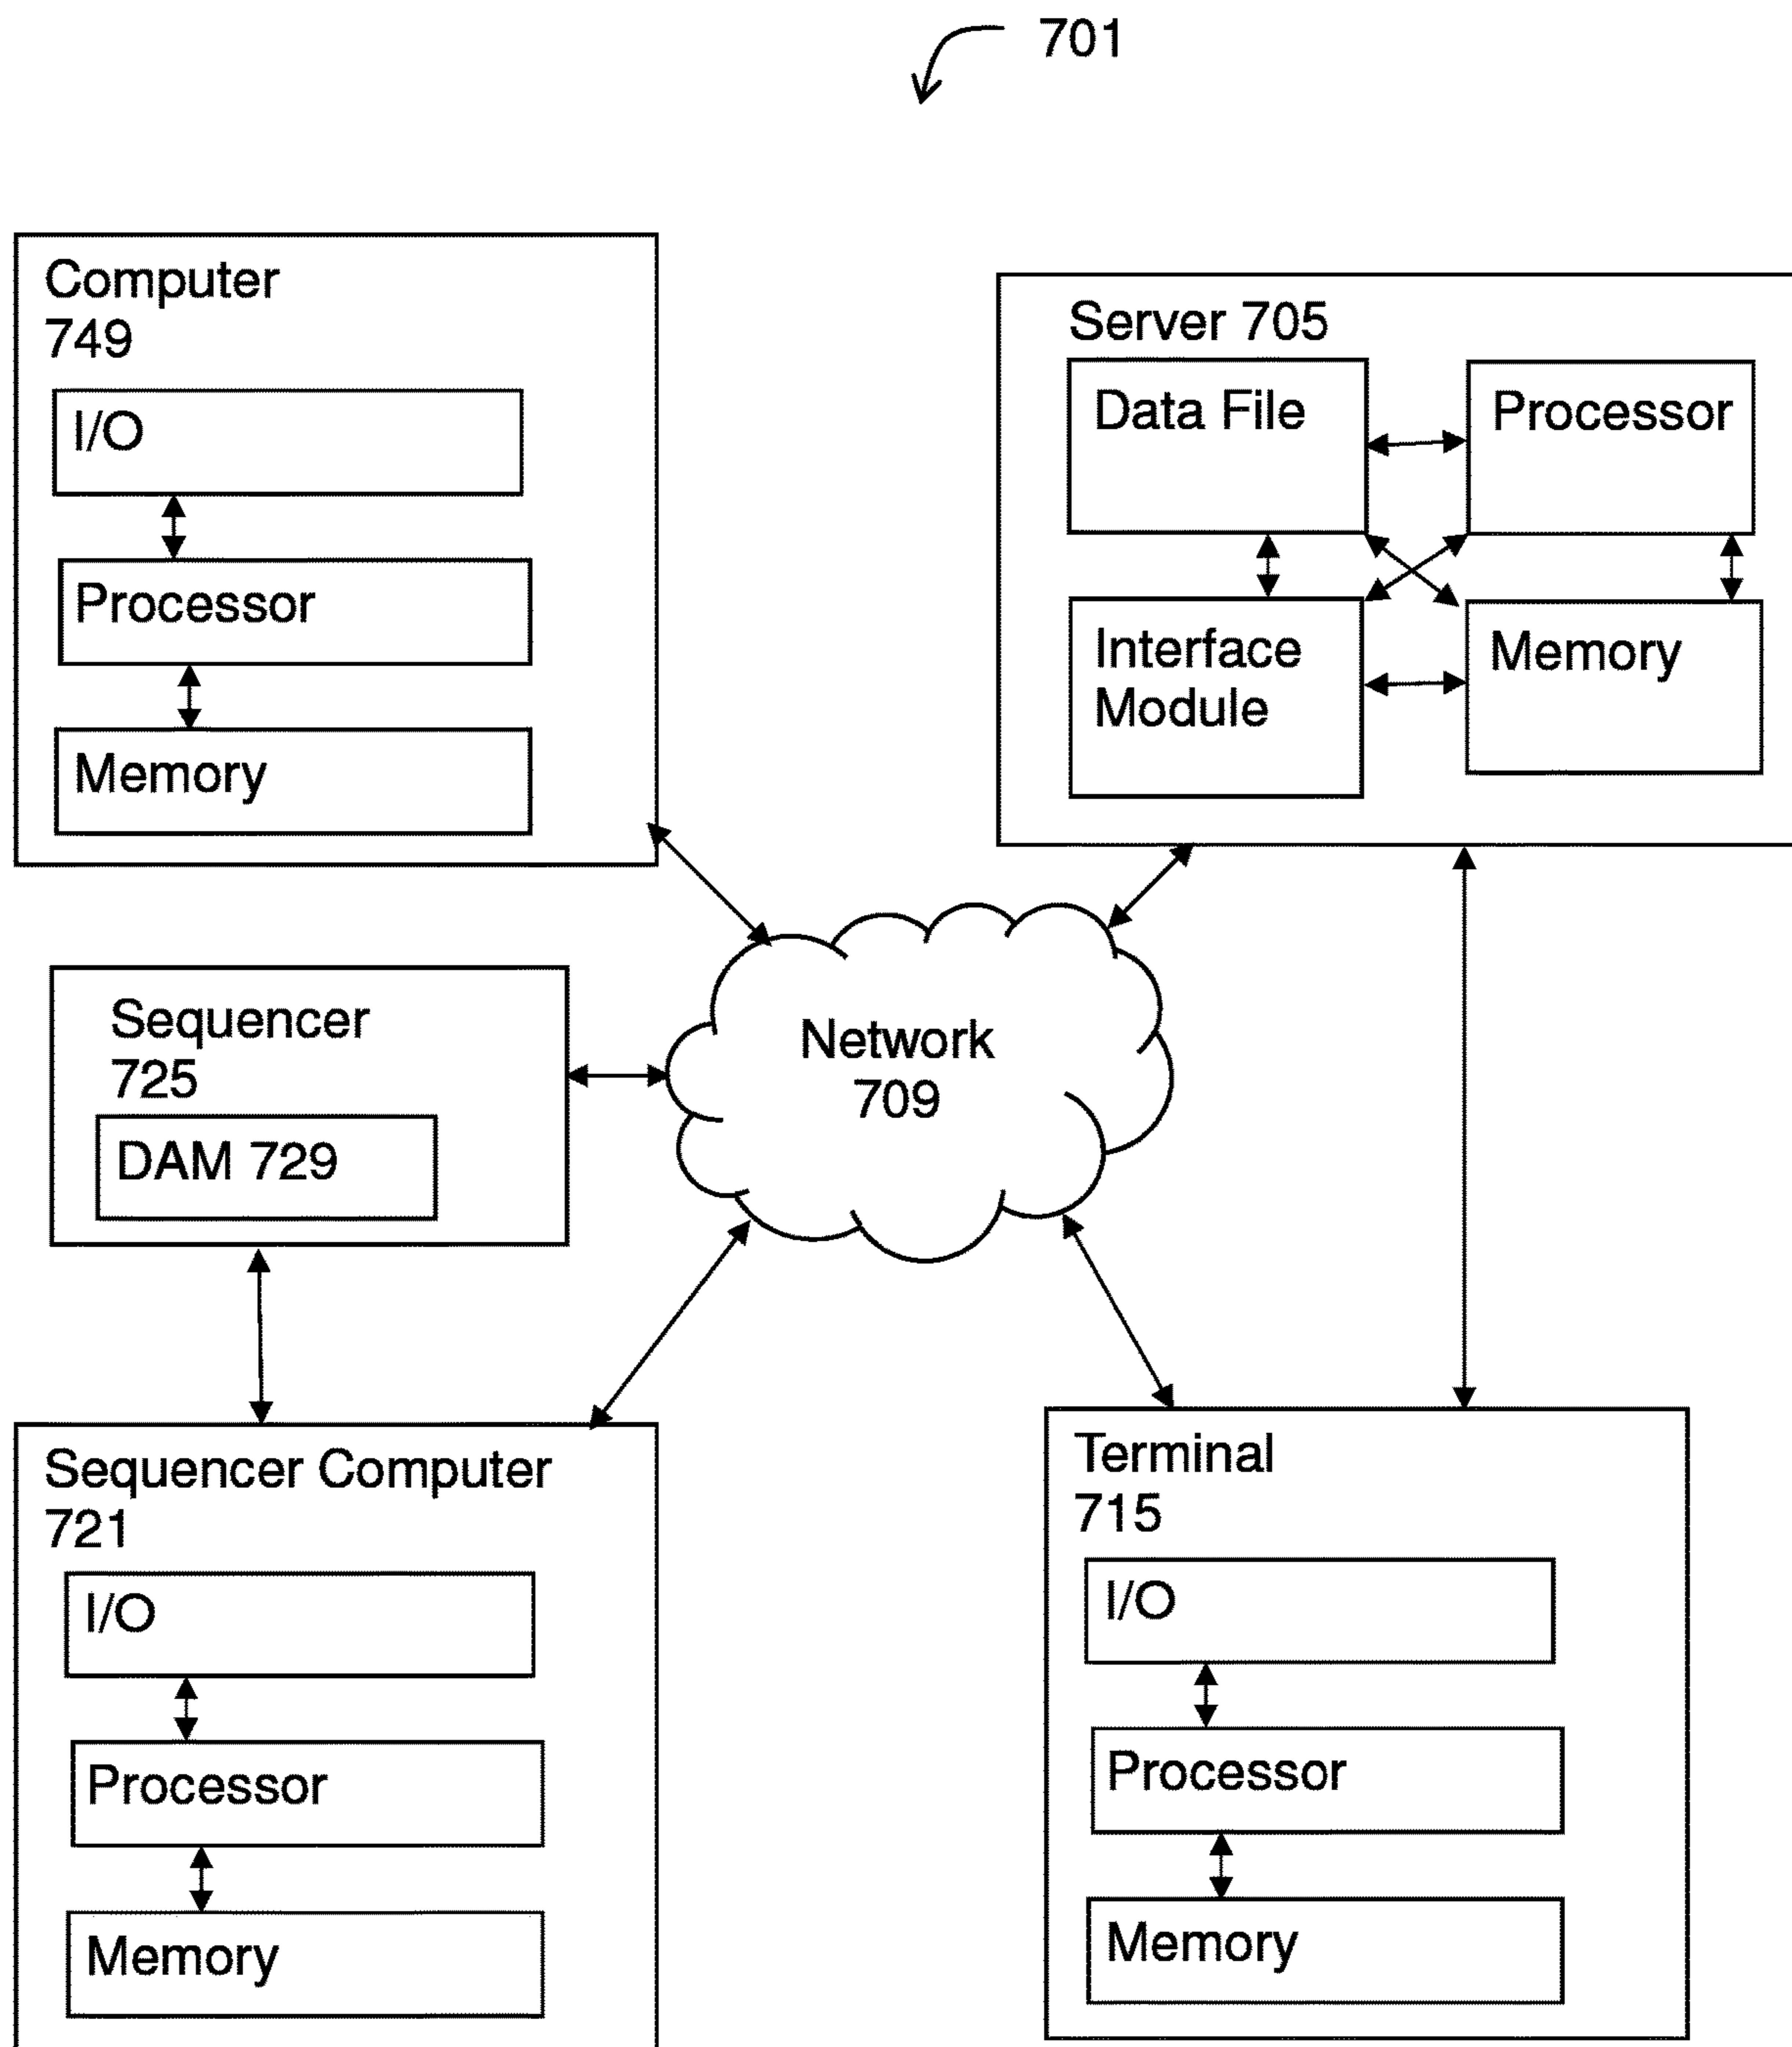 701
Computer
749
I/O
Processor
Memory
Server 705
Data File
Processor
Interface
Module
Memory
Sequencer
725
DAM 729
Network
709
Sequencer Computer
721
I/O
Processor
Memory
Terminal
715
I/O
Processor
Memory